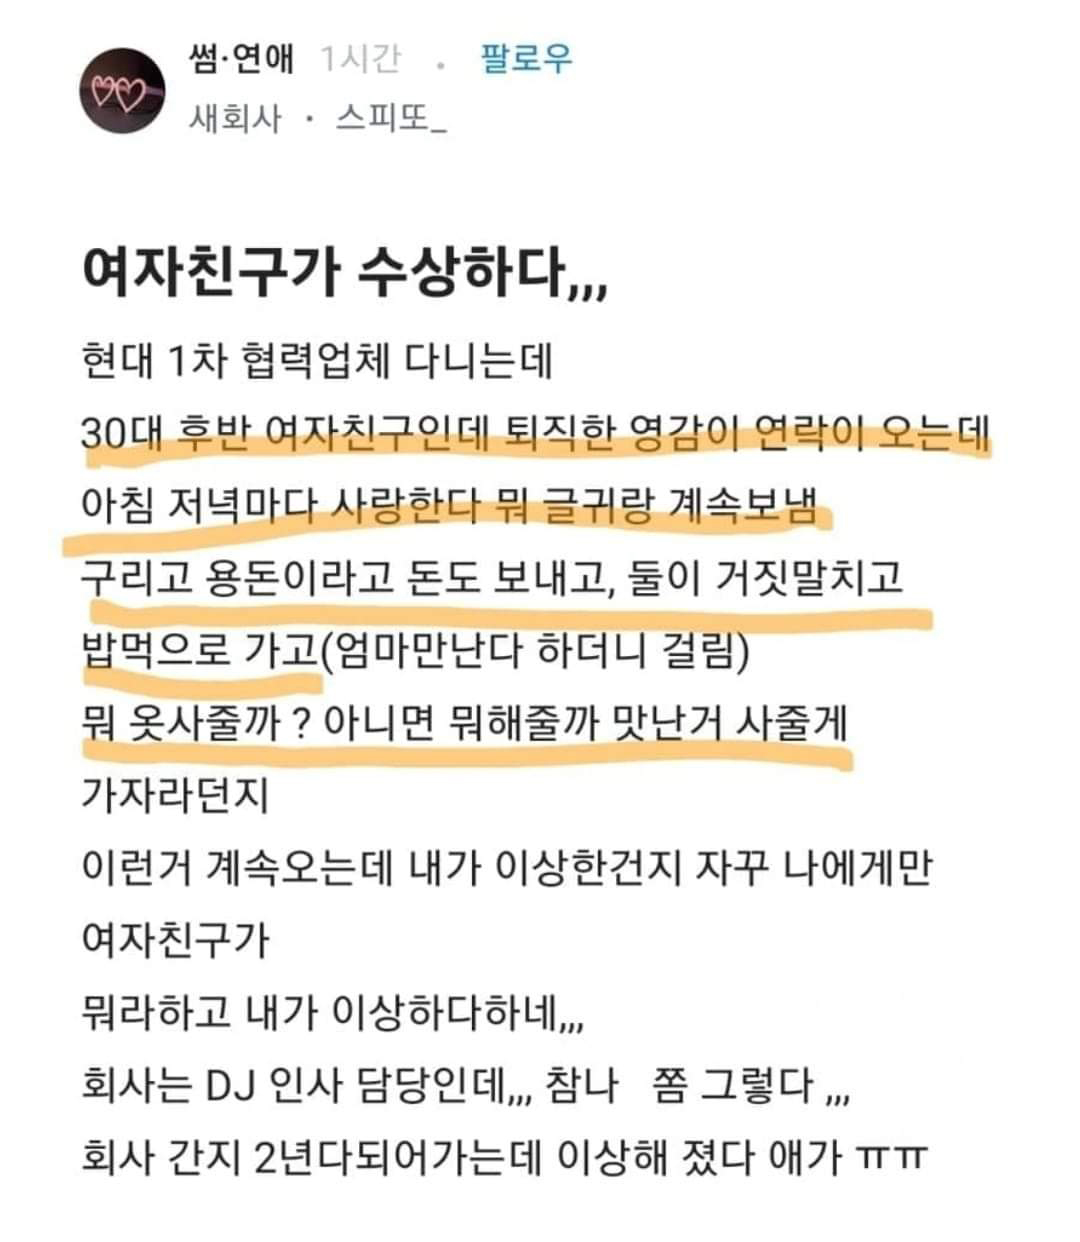 썸·연애 1시간 . 팔로우
새회사 · 스피또_
여자친구가 수상하다,,,
현대 1차 협력업체 다니는데
30대 후반 여자친구인데 퇴직한 영감이 연락이 오는데
아침 저녁마다 사랑한다 뭐 글귀랑 계속보냄
구리고 용돈이라고 돈도 보내고, 둘이 거짓말치고
밥먹으로 가고(엄마만난다 하더니 걸림)
뭐 옷사줄까 ? 아니면 뭐해줄까 맛난거 사줄게
가자라던지
이런거 계속오는데 내가 이상한건지 자꾸 나에게만
여자친구가
뭐라하고 내가 이상하다하네,,,
회사는 DJ 인사 담당인데,,, 참나 쫌 그렇다 ,,,
회사 간지 2년다되어가는데 이상해 졌다 애가 ㅠㅠ